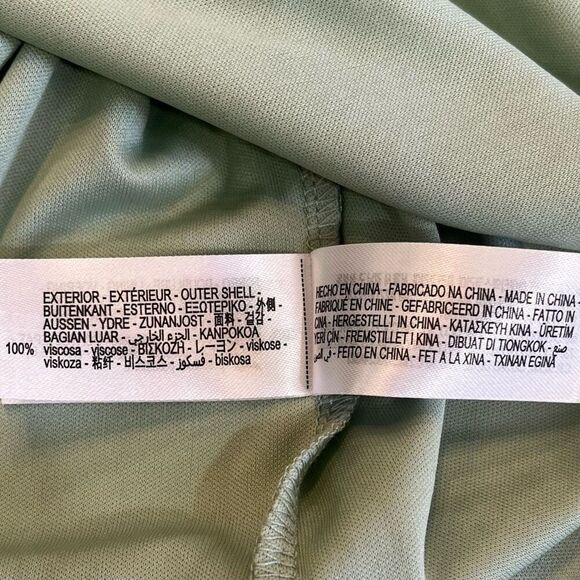 EXTERIOR - EXTÉRIEUR - OUTER SHELL -
BUITENKANT - ESTERNO - ΕΞΩΤΕΡΙΚΟ - 外側 -
AUSSEN - YDRE - ZUNANJOST - 面料 - 겉감 -
BAGIAN LUAR - الجزء الخارجي - KANPOKOA
100% viscosa - viscose - ΒΙΣΚΟΖΗ - レーヨン - viskose -
viskoza - 粘纤 - 비스코스 - فسكوز - biskosa
HECHO EN CHINA - FABRICADO NA CHINA - MADE IN CHINA -
FABRIQUÉ EN CHINE - GEFABRICEERD IN CHINA - FATTO IN
CINA - HERGESTELLT IN CHINA - ΚΑΤΑΣΚΕΥΗ ΚΙΝΑ - ÜRETİM
YERİ ÇİN - FREMSTILLET I KINA - DIBUAT DI TIONGKOK - صنع
في الصين - FEITO EN CHINA - FET A LA XINA - TXINAN EGINA